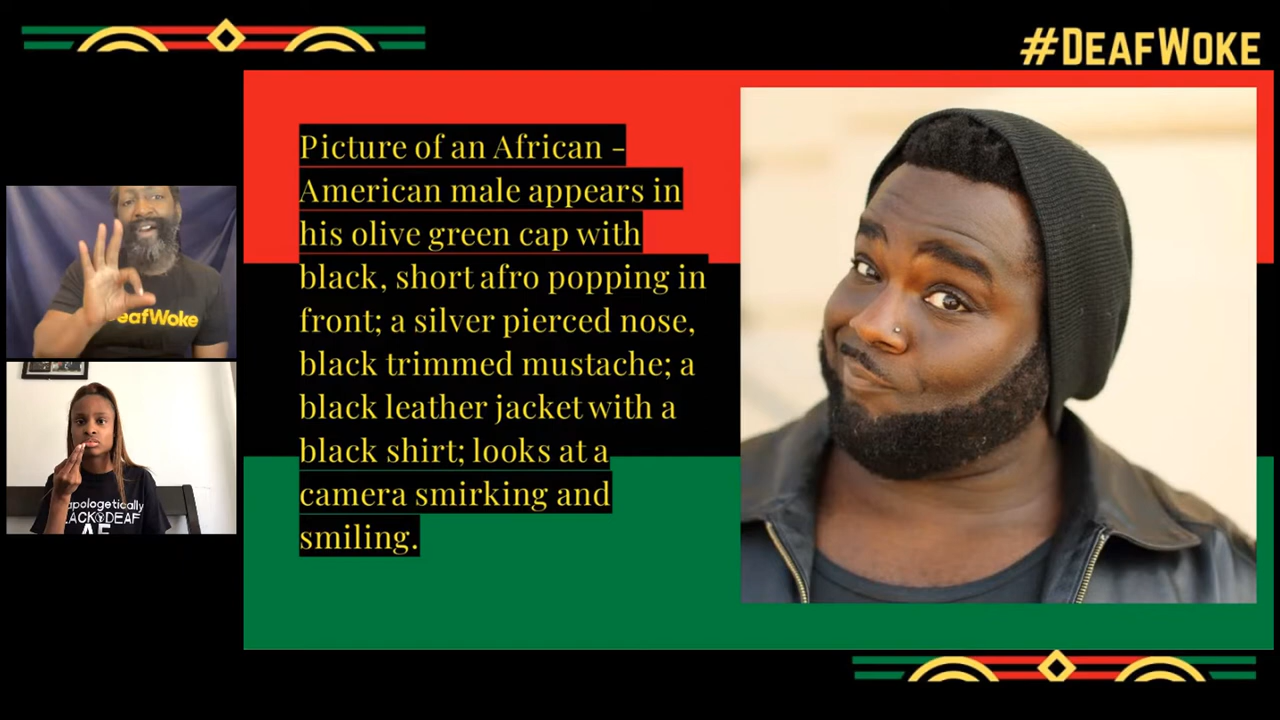 #DEAFWOKE
Picture of an African -
American male appears in
his olive green cap with
black, short afro popping in
front; a silver pierced nose,
black trimmed mustache; a
black leather jacket with a
black shirt; looks at a
camera smirking and
smiling.
eafWoke
apologetically
LACK DEAF
AF